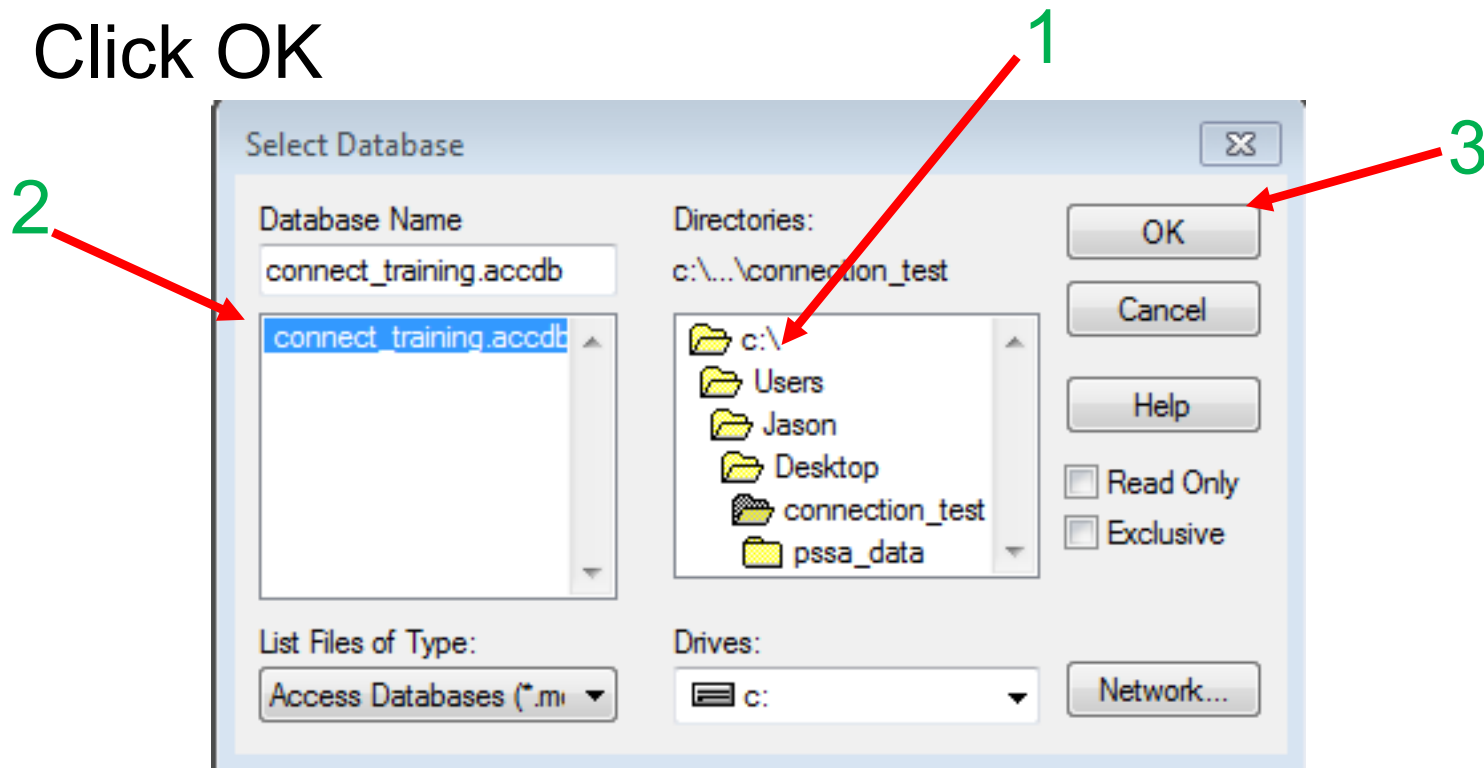 Click OK
1
Select Database
3
2
Database Name
Directories:
OK
connect_training.accdb
c:\...\connection_test
Cancel
connect_training.accdb
c:\
Users
Jason
Desktop
connection_test
pssa_data
Help
Read Only
Exclusive
List Files of Type:
Drives:
Access Databases (*.m
c:
Network...